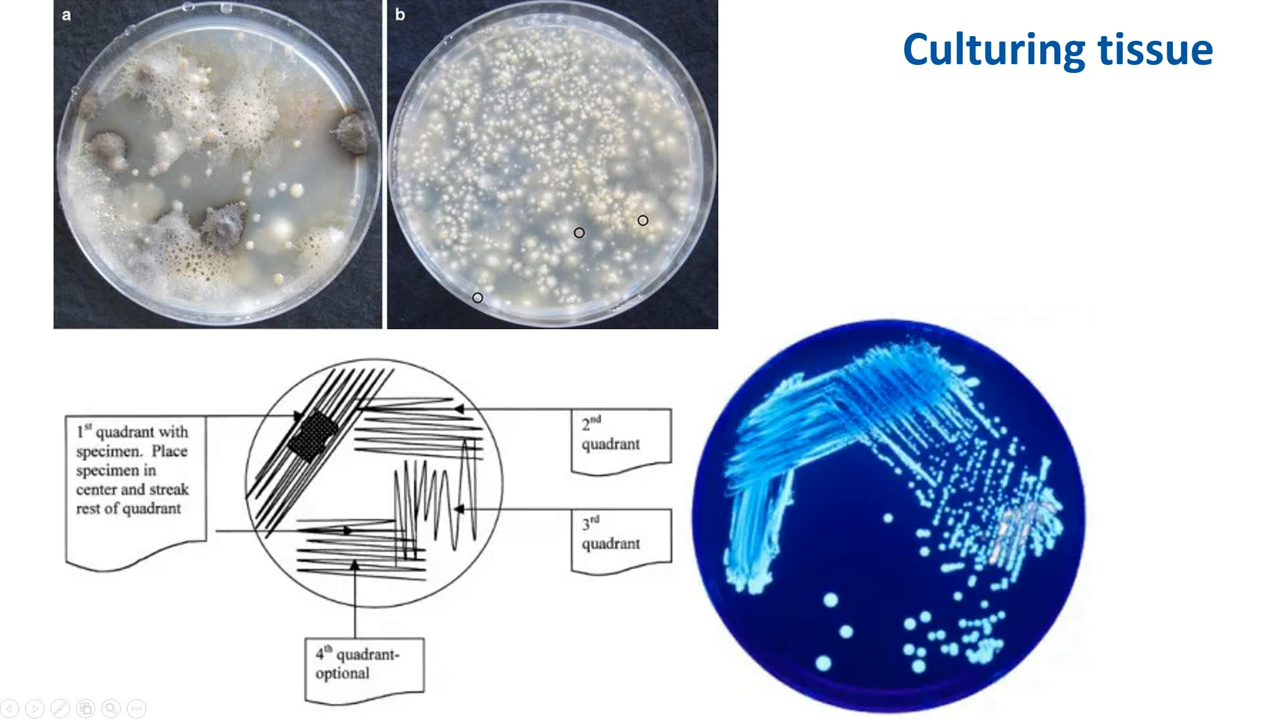 a
b
Culturing tissue
1st quadrant with
specimen. Place
specimen in
center and streak
rest of quadrant
2nd
quadrant
3rd
quadrant
4th quadrant-
optional